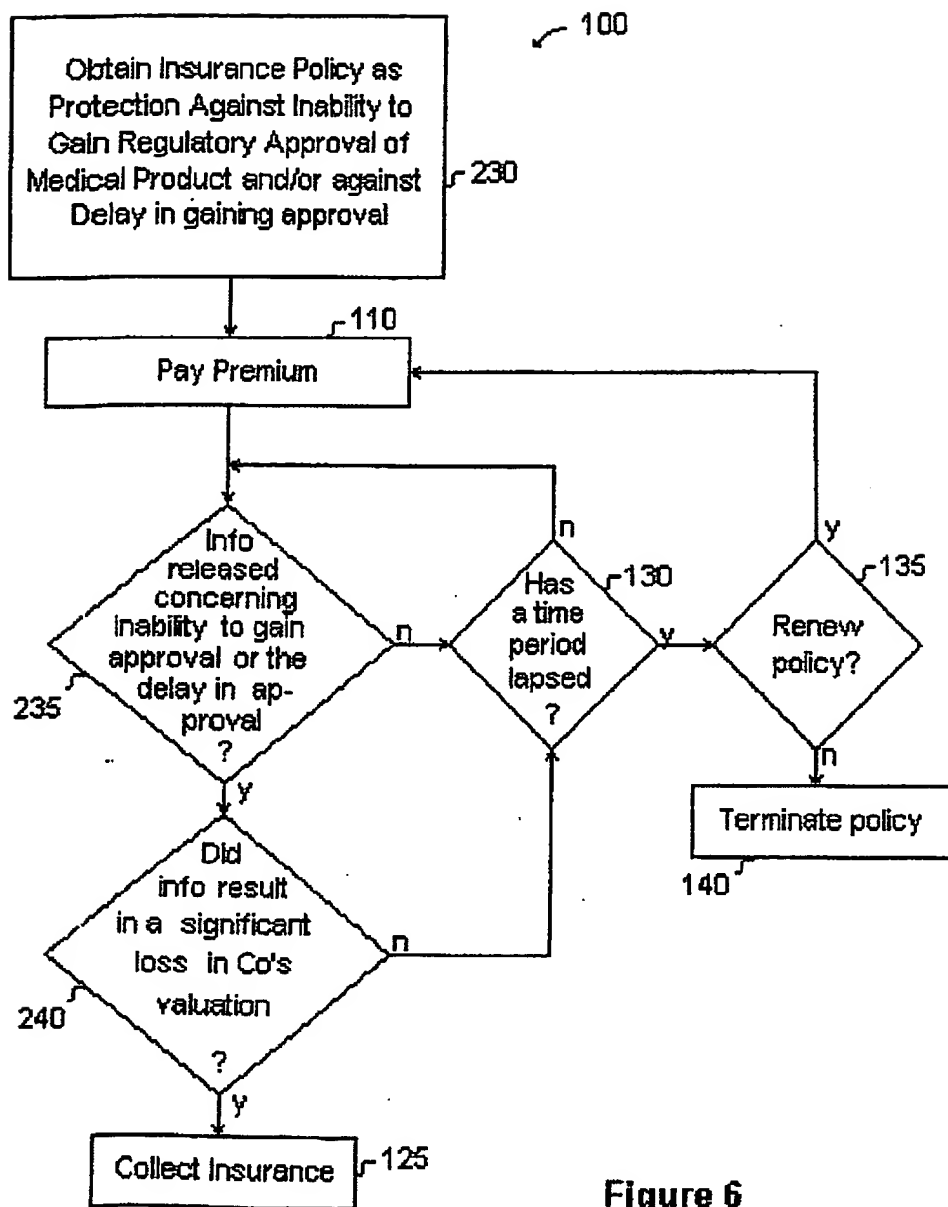 100
Obtain Insurance Policy as
Protection Against Inability to
Gain Regulatory Approval of
Medical Product and/or against
Delay in gaining approval
230
110
Pay Premium
Info
released
concerning
inability to gain
approval or the
delay in ap-
proval
?
235
n
y
Has
a time
period
lapsed
?
130
n
y
Renew
policy?
135
y
n
Terminate policy
140
Did
info result
in a significant
loss in Co's
valuation
?
240
n
y
Collect Insurance
125
Figure 6